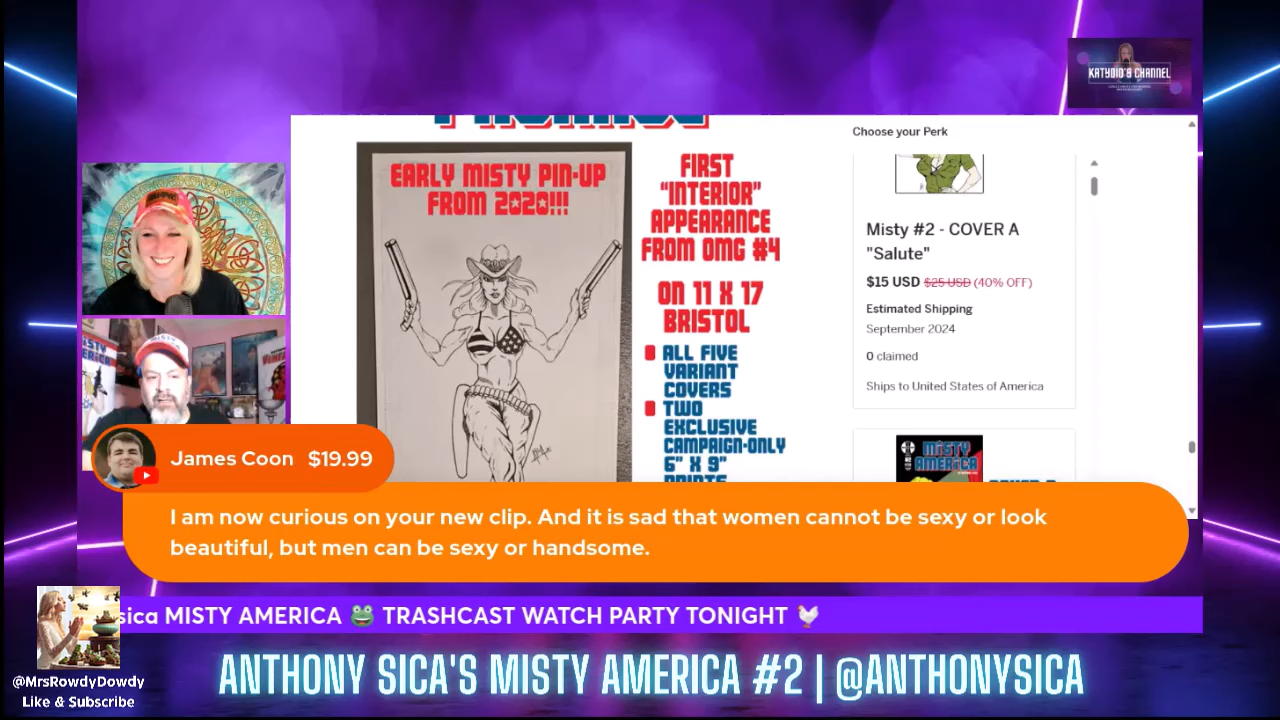 KATYDID'S CHANNEL
Choose your Perk
EARLY MISTY PIN-UP
FROM 2020!!!
FIRST
"INTERIOR"
APPEARANCE
FROM OMG #4
ON 11 X 17
BRISTOL
ALL FIVE
VARIANT
COVERS
TWO
EXCLUSIVE
CAMPAIGN-ONLY
6" X 9"
PRINTS
Misty #2 - COVER A
"Salute"
$15 USD $25 USD (40% OFF)
Estimated Shipping
September 2024
0 claimed
Ships to United States of America
MISTY
AMERICA
James Coon $19.99
I am now curious on your new clip. And it is sad that women cannot be sexy or look
beautiful, but men can be sexy or handsome.
sica MISTY AMERICA 🐸 TRASHCAST WATCH PARTY TONIGHT 🐓
@MrsRowdyDowdy
Like & Subscribe
ANTHONY SICA'S MISTY AMERICA #2 | @ANTHONYSICA